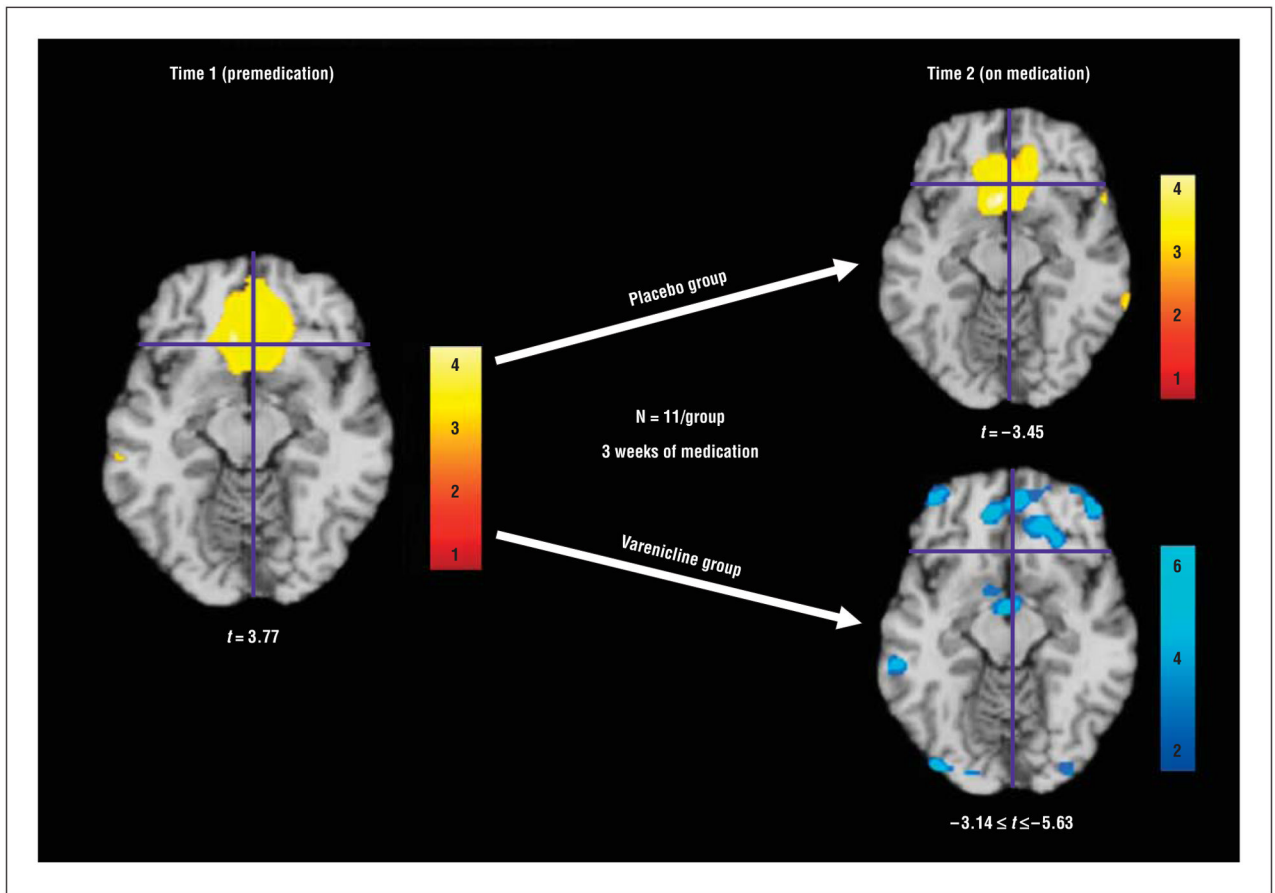 Time 1 (premedication)
Time 2 (on medication)
4
3
2
1
t = −3.45
Placebo group
4
3
2
1
N = 11/group
3 weeks of medication
Varenicline group
t = 3.77
6
4
2
−3.14 ≤ t ≤ −5.63